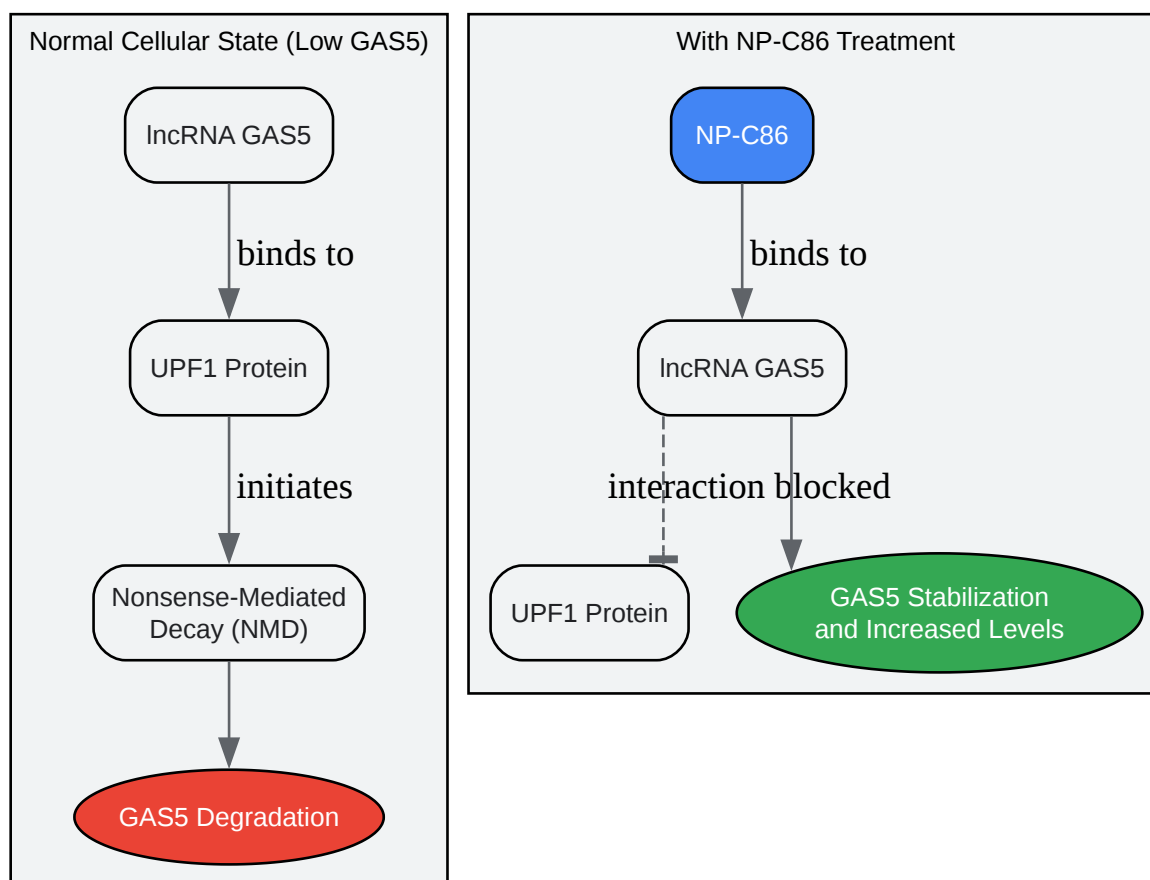 Normal Cellular State (Low GAS5)
lncRNA GAS5
binds to
UPF1 Protein
initiates
Nonsense-Mediated
Decay (NMD)
GAS5 Degradation
With NP-C86 Treatment
NP-C86
binds to
lncRNA GAS5
interaction blocked
UPF1 Protein
GAS5 Stabilization
and Increased Levels